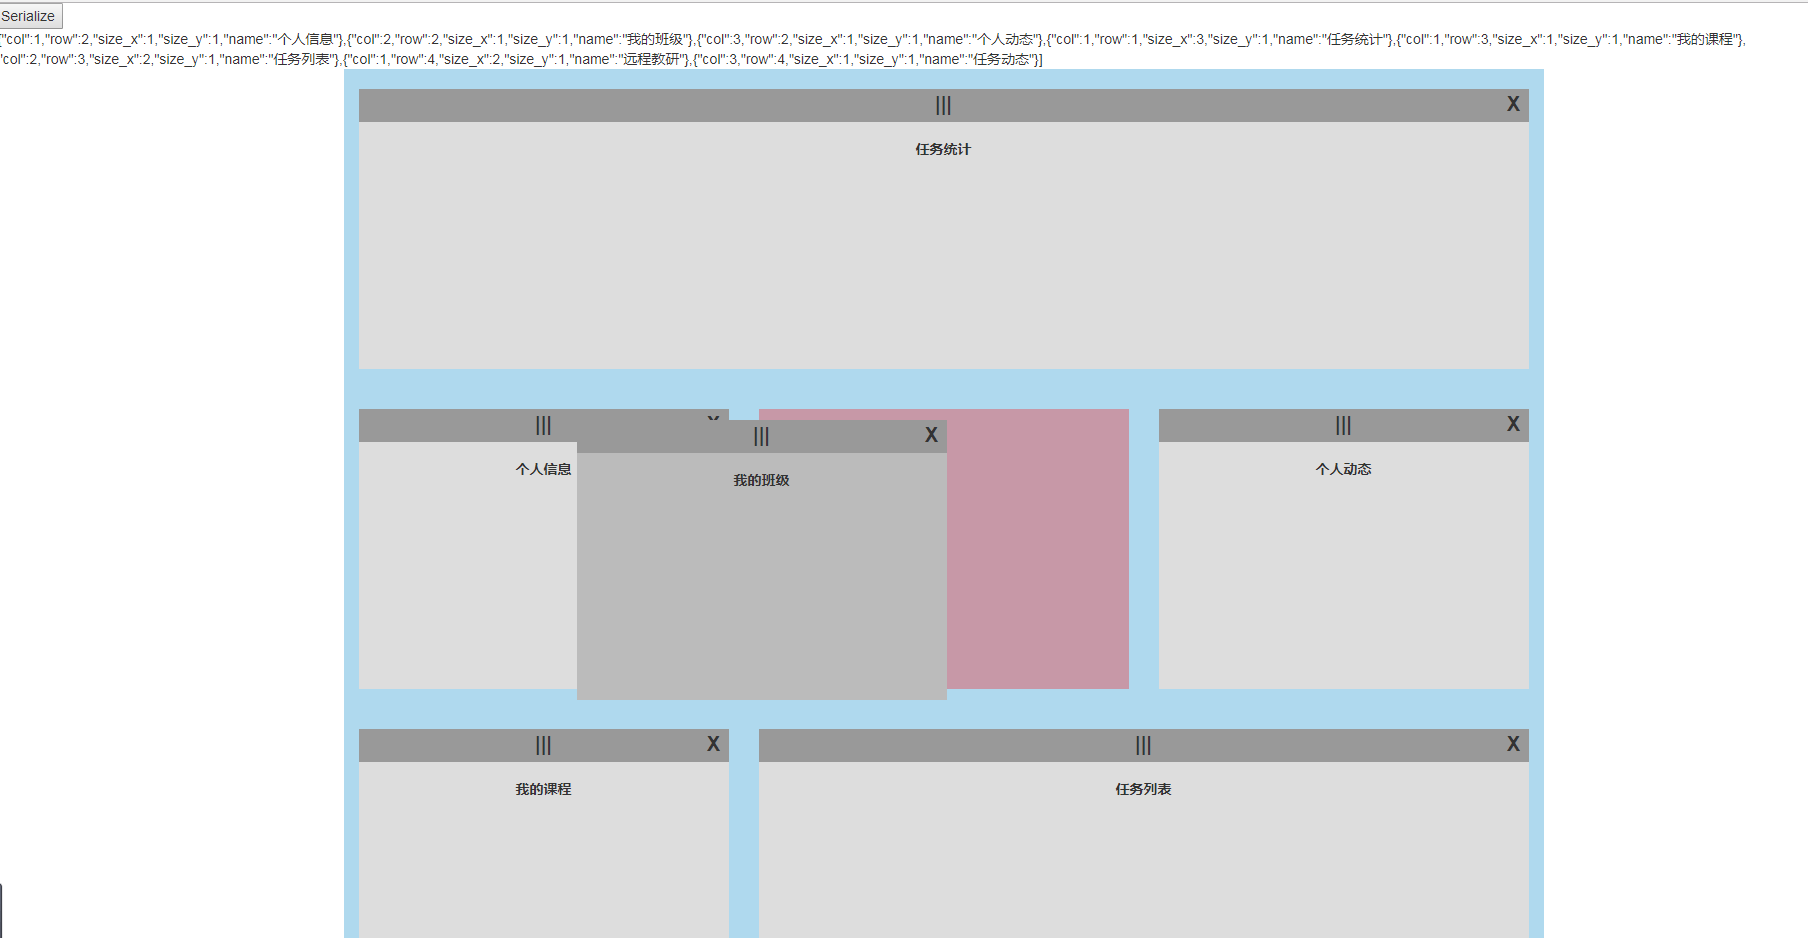 Serialize
{"col":1,"row":2,"size_x":1,"size_y":1,"name":"个人信息"},{"col":2,"row":2,"size_x":1,"size_y":1,"name":"我的班级"},{"col":3,"row":2,"size_x":1,"size_y":1,"name":"个人动态"},{"col":1,"row":1,"size_x":3,"size_y":1,"name":"任务统计"},{"col":1,"row":3,"size_x":1,"size_y":1,"name":"我的课程"},
"col":2,"row":3,"size_x":2,"size_y":1,"name":"任务列表"},{"col":1,"row":4,"size_x":2,"size_y":1,"name":"远程教研"},{"col":3,"row":4,"size_x":1,"size_y":1,"name":"任务动态"}]
||| X
任务统计
||| X
个人信息
||| X
我的班级
||| X
个人动态
||| X
我的课程
||| X
任务列表